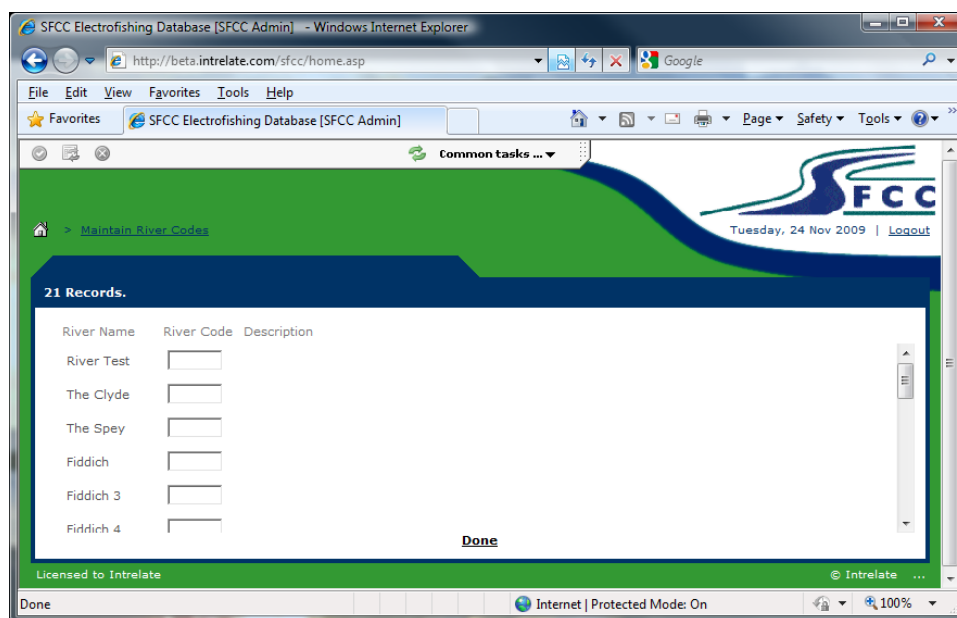 SFCC Electrofishing Database [SFCC Admin] - Windows Internet Explorer
http://beta.intrelate.com/sfcc/home.asp
Google
File Edit View Favorites Tools Help
Favorites
SFCC Electrofishing Database [SFCC Admin]
Page Safety Tools
Common tasks ...
SFCC
> Maintain River Codes
Tuesday, 24 Nov 2009 | Logout
21 Records.
River Name River Code Description
River Test
The Clyde
The Spey
Fiddich
Fiddich 3
Fiddich 4
Done
Licensed to Intrelate
© Intrelate ...
Done
Internet | Protected Mode: On
100%